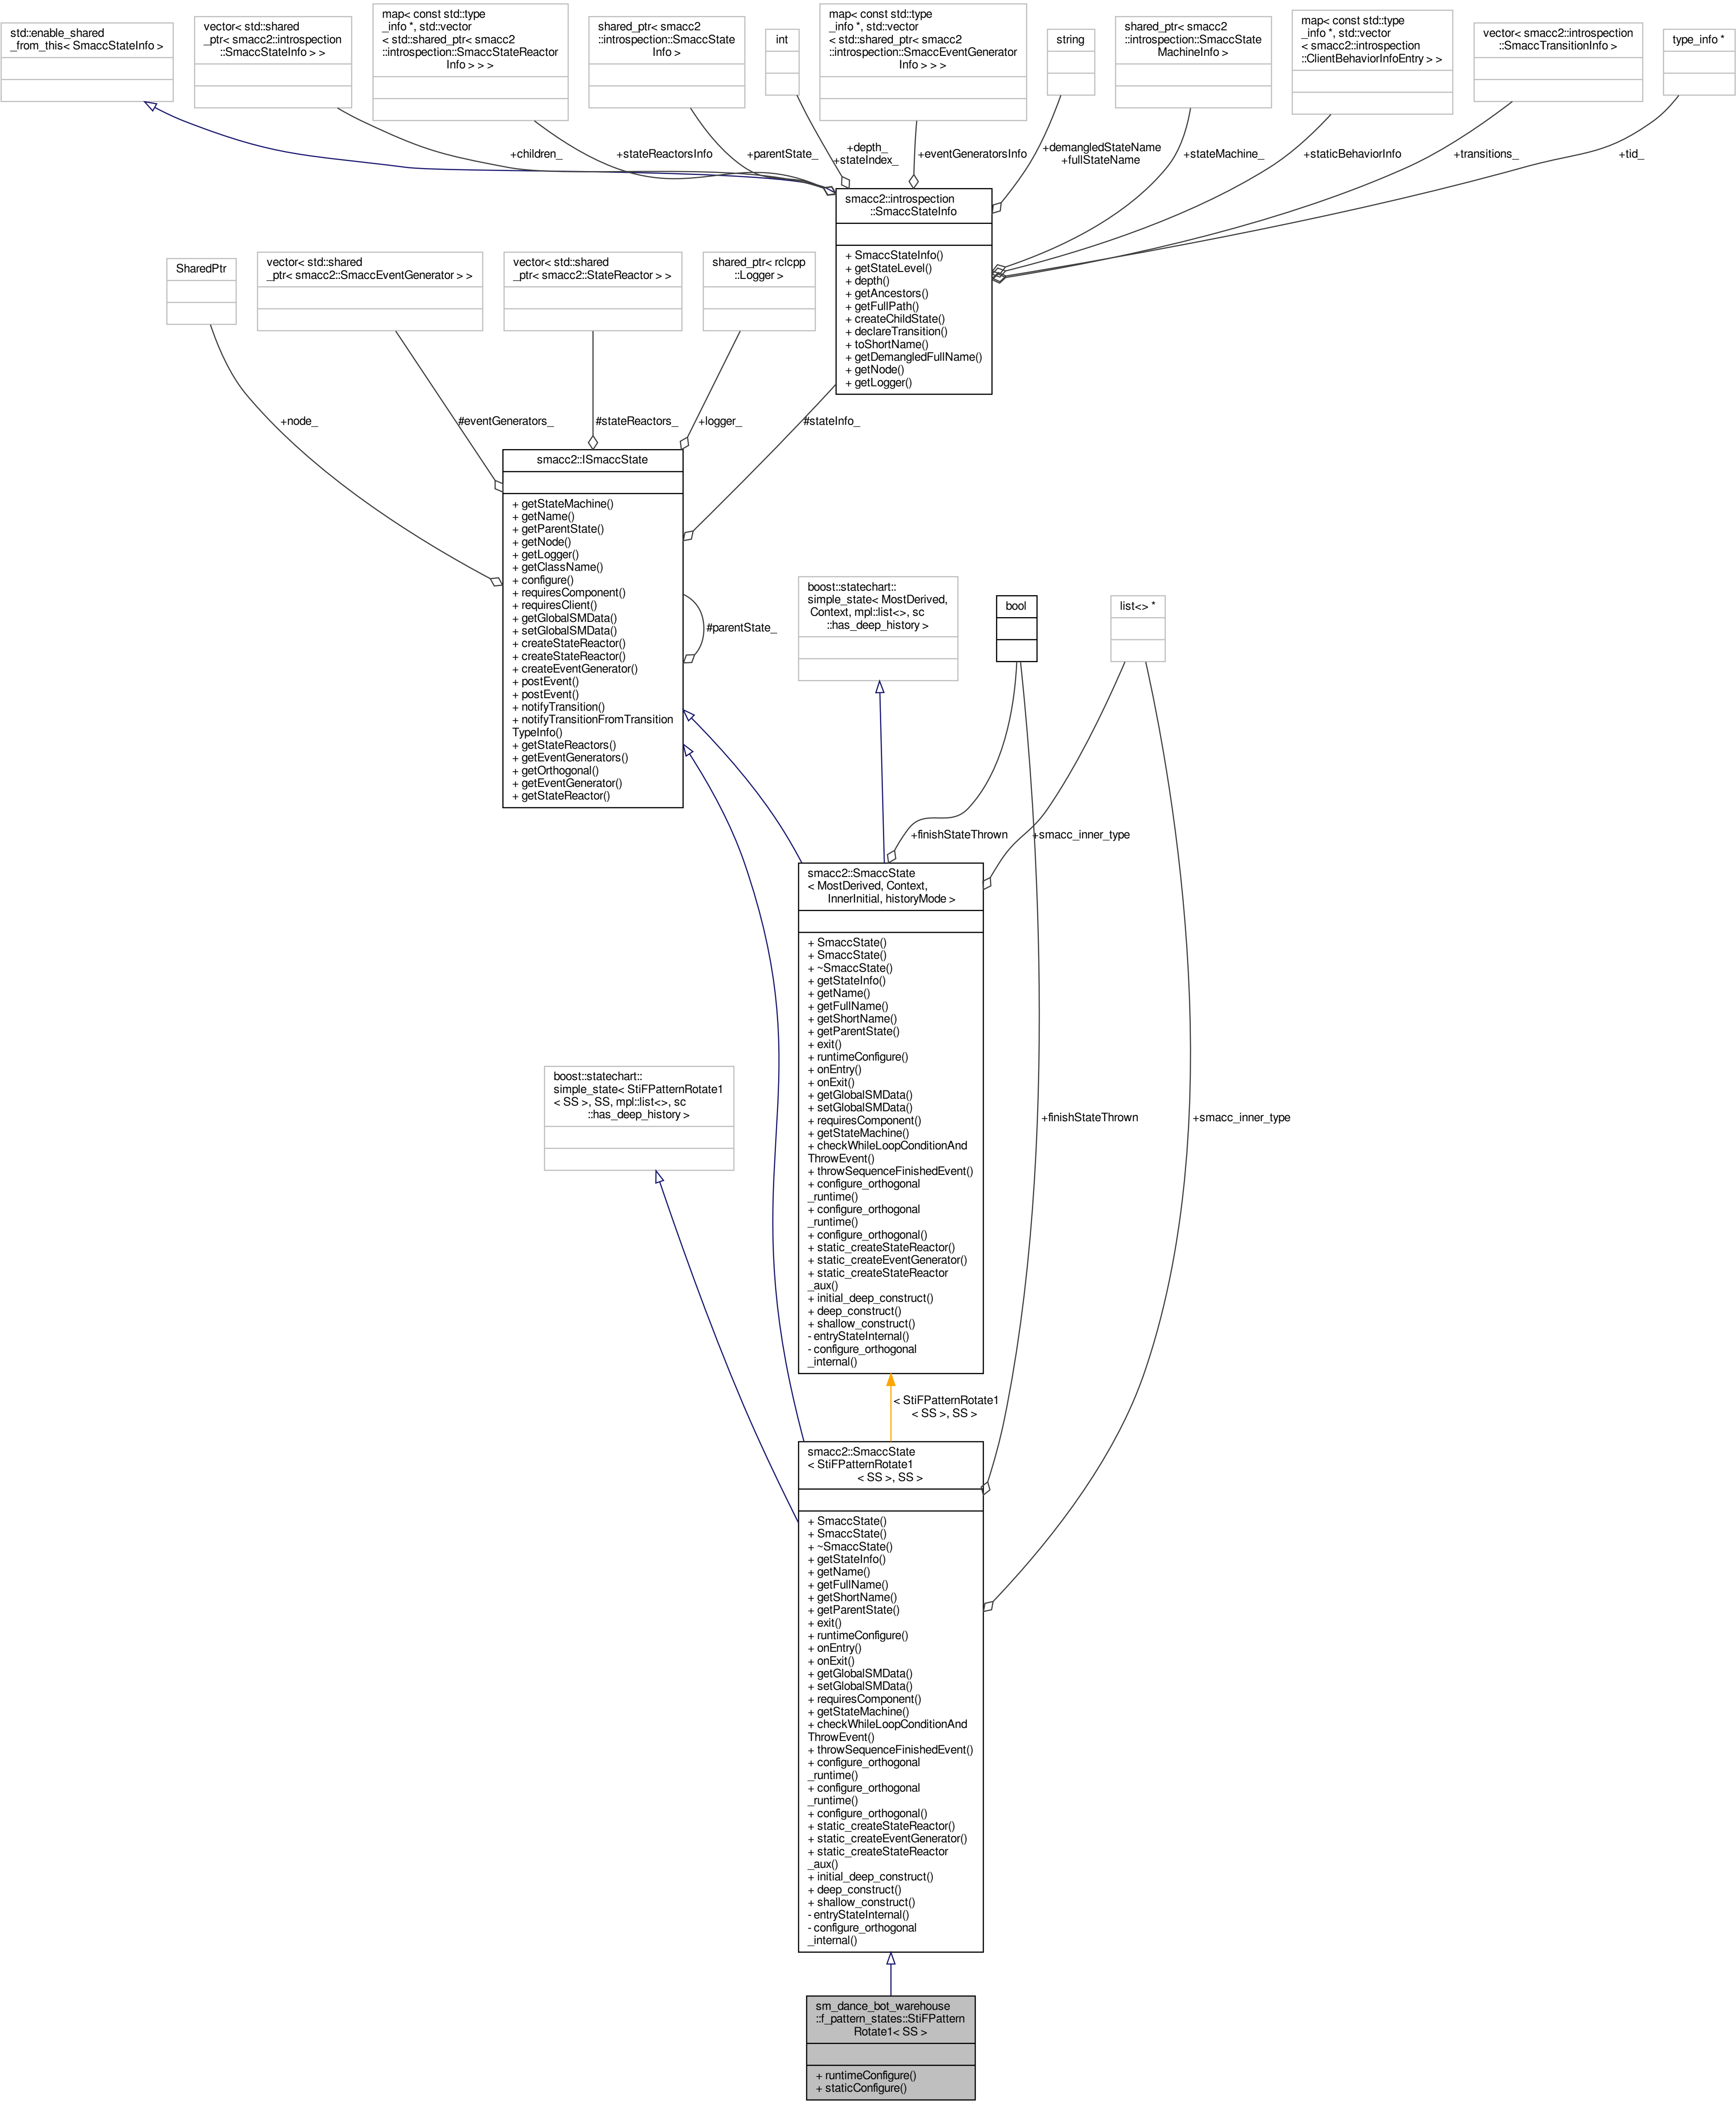 std::enable_shared
_from_this< SmaccStateInfo >
vector< std::shared
_ptr< smacc2::introspection
::SmaccStateInfo > >
map< const std::type
_info *, std::vector
< std::shared_ptr< smacc2
::introspection::SmaccStateReactor
Info > > >
shared_ptr< smacc2
::introspection::SmaccState
Info >
int
map< const std::type
_info *, std::vector
< std::shared_ptr< smacc2
::introspection::SmaccEventGenerator
Info > > >
string
shared_ptr< smacc2
::introspection::SmaccState
MachineInfo >
map< const std::type
_info *, std::vector
< smacc2::introspection
::ClientBehaviorInfoEntry > >
vector< smacc2::introspection
::SmaccTransitionInfo >
type_info *
+children_
+stateReactorsInfo
+parentState_
+depth_
+stateIndex_
+eventGeneratorsInfo
+demangledStateName
+fullStateName
+stateMachine_
+staticBehaviorInfo
+transitions_
+tid_
smacc2::introspection
::SmaccStateInfo
+ SmaccStateInfo()
+ getStateLevel()
+ depth()
+ getAncestors()
+ getFullPath()
+ createChildState()
+ declareTransition()
+ toShortName()
+ getDemangledFullName()
+ getNode()
+ getLogger()
SharedPtr
vector< std::shared
_ptr< smacc2::SmaccEventGenerator > >
vector< std::shared
_ptr< smacc2::StateReactor > >
shared_ptr< rclcpp
::Logger >
+node_
#eventGenerators_
#stateReactors_
+logger_
#stateInfo_
smacc2::ISmaccState
+ getStateMachine()
+ getName()
+ getParentState()
+ getNode()
+ getLogger()
+ getClassName()
+ configure()
+ requiresComponent()
+ requiresClient()
+ getGlobalSMData()
+ setGlobalSMData()
+ createStateReactor()
+ createStateReactor()
+ createEventGenerator()
+ postEvent()
+ postEvent()
+ notifyTransition()
+ notifyTransitionFromTransition
TypeInfo()
+ getStateReactors()
+ getEventGenerators()
+ getOrthogonal()
+ getEventGenerator()
+ getStateReactor()
#parentState_
boost::statechart::
simple_state< MostDerived,
Context, mpl::list<>, sc
::has_deep_history >
bool
list<> *
+finishStateThrown
+smacc_inner_type
smacc2::SmaccState
< MostDerived, Context,
InnerInitial, historyMode >
+ SmaccState()
+ SmaccState()
+ ~SmaccState()
+ getStateInfo()
+ getName()
+ getFullName()
+ getShortName()
+ getParentState()
+ exit()
+ runtimeConfigure()
+ onEntry()
+ onExit()
+ getGlobalSMData()
+ setGlobalSMData()
+ requiresComponent()
+ getStateMachine()
+ checkWhileLoopConditionAnd
ThrowEvent()
+ throwSequenceFinishedEvent()
+ configure_orthogonal
_runtime()
+ configure_orthogonal
_runtime()
+ configure_orthogonal()
+ static_createStateReactor()
+ static_createEventGenerator()
+ static_createStateReactor
_aux()
+ initial_deep_construct()
+ deep_construct()
+ shallow_construct()
- entryStateInternal()
- configure_orthogonal
_internal()
boost::statechart::
simple_state< StiFPatternRotate1
< SS >, SS, mpl::list<>, sc
::has_deep_history >
+finishStateThrown
+smacc_inner_type
< StiFPatternRotate1
< SS >, SS >
smacc2::SmaccState
< StiFPatternRotate1
< SS >, SS >
+ SmaccState()
+ SmaccState()
+ ~SmaccState()
+ getStateInfo()
+ getName()
+ getFullName()
+ getShortName()
+ getParentState()
+ exit()
+ runtimeConfigure()
+ onEntry()
+ onExit()
+ getGlobalSMData()
+ setGlobalSMData()
+ requiresComponent()
+ getStateMachine()
+ checkWhileLoopConditionAnd
ThrowEvent()
+ throwSequenceFinishedEvent()
+ configure_orthogonal
_runtime()
+ configure_orthogonal
_runtime()
+ configure_orthogonal()
+ static_createStateReactor()
+ static_createEventGenerator()
+ static_createStateReactor
_aux()
+ initial_deep_construct()
+ deep_construct()
+ shallow_construct()
- entryStateInternal()
- configure_orthogonal
_internal()
sm_dance_bot_warehouse
::f_pattern_states::StiFPattern
Rotate1< SS >
+ runtimeConfigure()
+ staticConfigure()